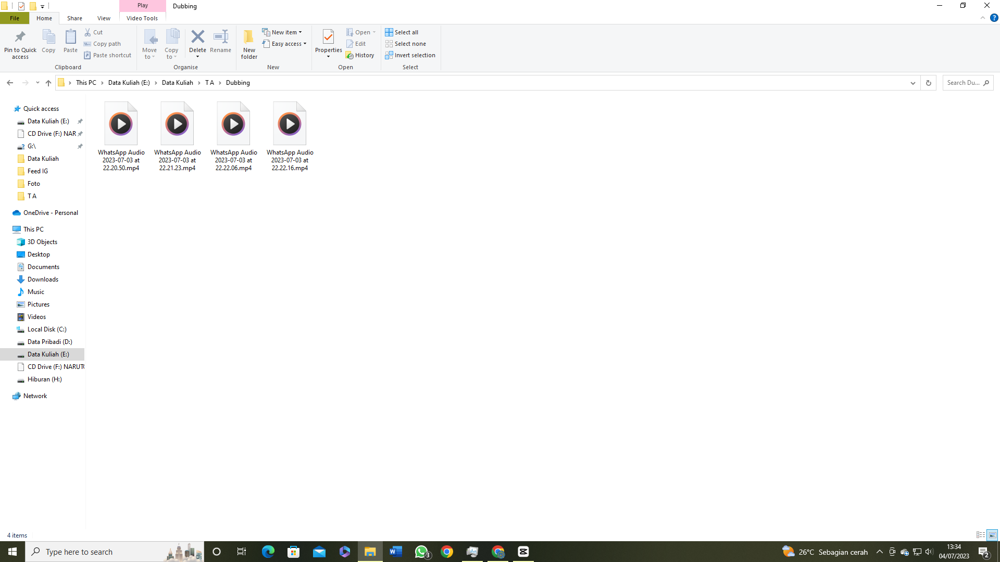 Play
Dubbing
File
Home
Share
View
Video Tools
Pin to Quick
access
Copy
Paste
Cut
Copy path
Paste shortcut
Clipboard
Move
to
Copy
to
Delete
Rename
Organise
New
folder
New item
Easy access
New
Properties
Open
Edit
History
Open
Select all
Select none
Invert selection
Select
This PC
Data Kuliah (E:)
Data Kuliah
T A
Dubbing
Search Du...
Quick access
Data Kuliah (E:)
CD Drive (F:) NAR
G:\
Data Kuliah
Feed IG
Foto
T A
OneDrive - Personal
This PC
3D Objects
Desktop
Documents
Downloads
Music
Pictures
Videos
Local Disk (C:)
Data Pribadi (D:)
Data Kuliah (E:)
CD Drive (F:) NARUTO
Hiburan (H:)
Network
WhatsApp Audio
2023-07-03 at
22.20.50.mp4
WhatsApp Audio
2023-07-03 at
22.21.23.mp4
WhatsApp Audio
2023-07-03 at
22.22.06.mp4
WhatsApp Audio
2023-07-03 at
22.22.16.mp4
4 items
Type here to search
3
26°C Sebagian cerah
13:34
04/07/2023
2